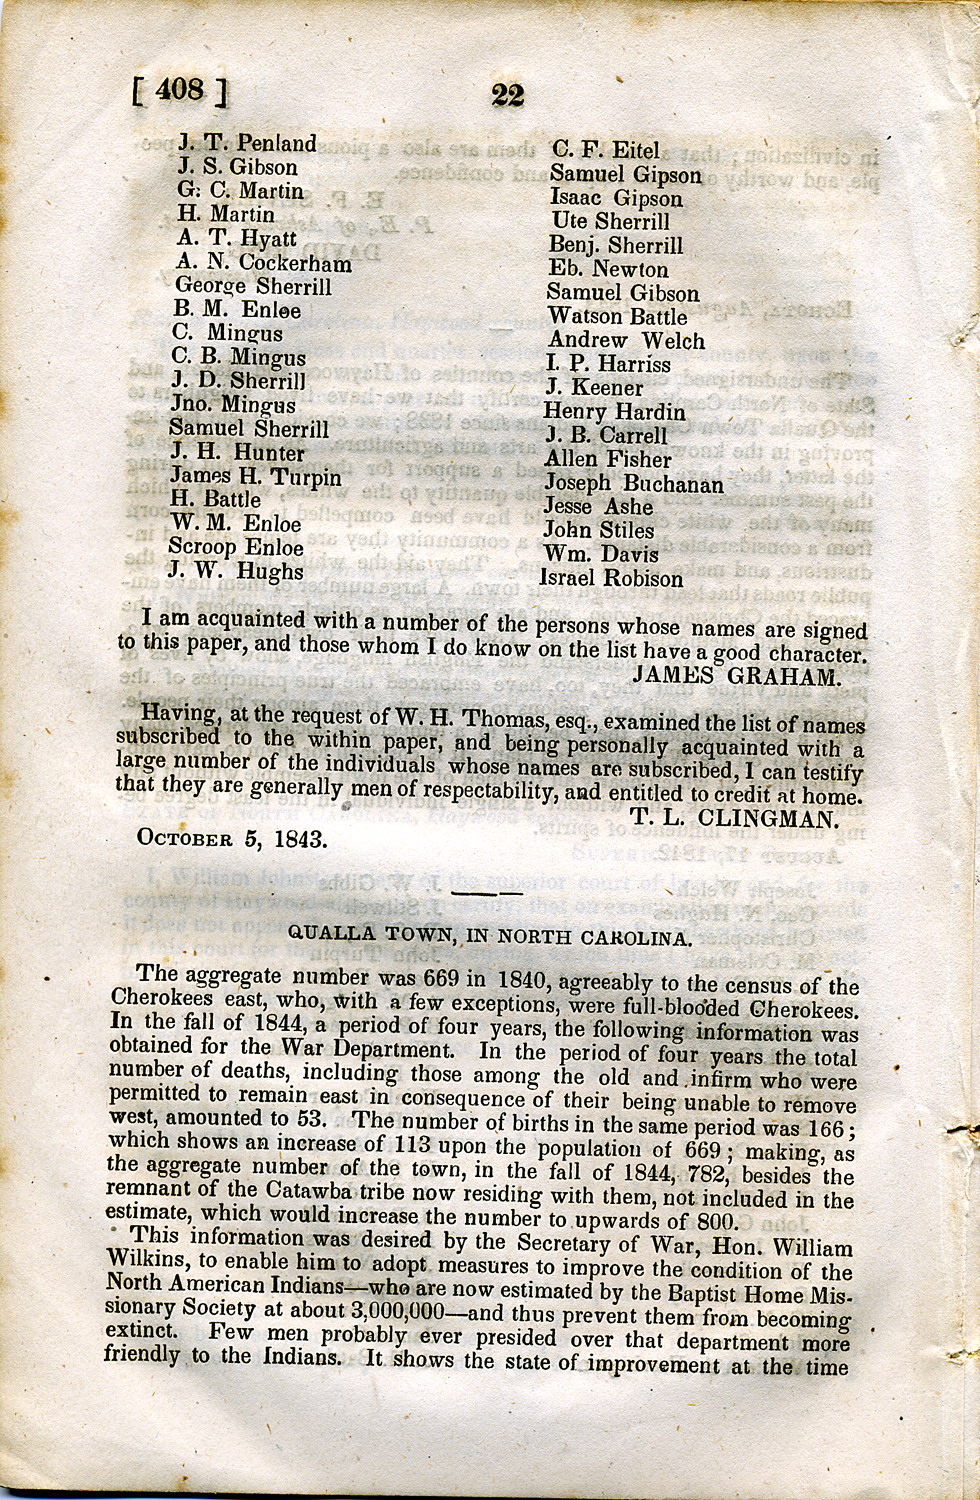 [ 408 ]
22
J. T. Penland
J. S. Gibson
G. C. Martin
H. Martin
A. T. Hyatt
A. N. Cockerham
George Sherrill
B. M. Enloe
C. Mingus
C. B. Mingus
J. D. Sherrill
Jno. Mingus
Samuel Sherrill
J. H. Hunter
James H. Turpin
H. Battle
W. M. Enloe
Scroop Enloe
J. W. Hughs
C. F. Eitel
Samuel Gipson
Isaac Gipson
Ute Sherrill
Benj. Sherrill
Eb. Newton
Samuel Gibson
Watson Battle
Andrew Welch
I. P. Harriss
J. Keener
Henry Hardin
J. B. Carrell
Allen Fisher
Joseph Buchanan
Jesse Ashe
John Stiles
Wm. Davis
Israel Robison
I am acquainted with a number of the persons whose names are signed
to this paper, and those whom I do know on the list have a good character.
JAMES GRAHAM.
Having, at the request of W. H. Thomas, esq., examined the list of names
subscribed to the within paper, and being personally acquainted with a
large number of the individuals whose names are subscribed, I can testify
that they are generally men of respectability, and entitled to credit at home.
T. L. CLINGMAN.
OCTOBER 5, 1843.
QUALLA TOWN, IN NORTH CAROLINA.
The aggregate number was 669 in 1840, agreeably to the census of the
Cherokees east, who, with a few exceptions, were full-blooded Cherokees.
In the fall of 1844, a period of four years, the following information was
obtained for the War Department. In the period of four years the total
number of deaths, including those among the old and infirm who were
permitted to remain east in consequence of their being unable to remove
west, amounted to 53. The number of births in the same period was 166;
which shows an increase of 113 upon the population of 669; making, as
the aggregate number of the town, in the fall of 1844, 782, besides the
remnant of the Catawba tribe now residing with them, not included in the
estimate, which would increase the number to upwards of 800.
This information was desired by the Secretary of War, Hon. William
Wilkins, to enable him to adopt measures to improve the condition of the
North American Indians—who are now estimated by the Baptist Home Mis-
sionary Society at about 3,000,000—and thus prevent them from becoming
extinct. Few men probably ever presided over that department more
friendly to the Indians. It shows the state of improvement at the time